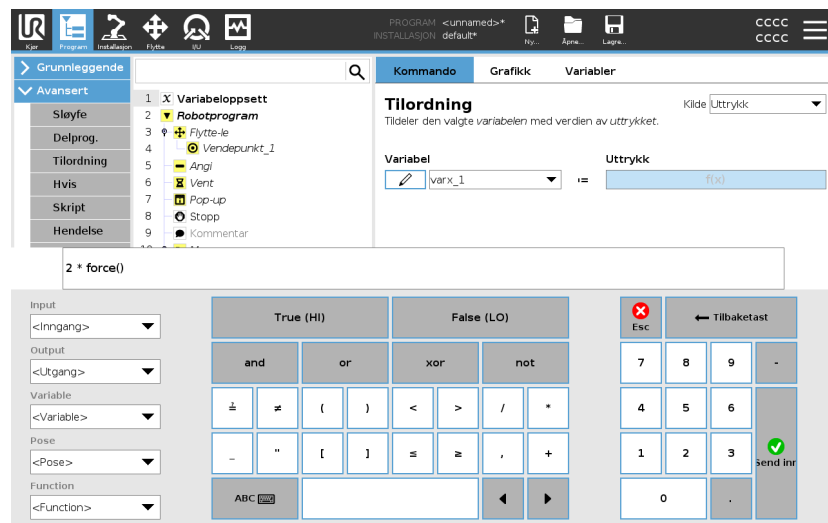 PROGRAM <unnamed>*
INSTALLASJON default*
Kjør Program Installasjon Flytte I/U Logg
Ny... Åpne... Lagre...
cccc
cccc
Grunnleggende
Avansert
Sløyfe
Delprog.
Tilordning
Hvis
Skript
Hendelse
1 X Variabeloppsett
2 Robotprogram
3 Flytte-le
4 Vendepunkt_1
5 Angi
6 Vent
7 Pop-up
8 Stopp
9 Kommentar
Kommando Grafikk Variabler
Tilordning
Kilde Uttrykk
Tildeler den valgte variabelen med verdien av uttrykket.
Variabel Uttrykk
varx_1 := f(x)
2 * force()
Input
<Inngang>
Output
<Utgang>
Variable
<Variable>
Pose
<Pose>
Function
<Function>
True (HI) False (LO)
and or xor not
≟ ≠ ( ) < > / *
_ " [ ] ≤ ≥ , +
ABC
Esc Tilbaketast
7 8 9 -
4 5 6
1 2 3 Send inn
0 .